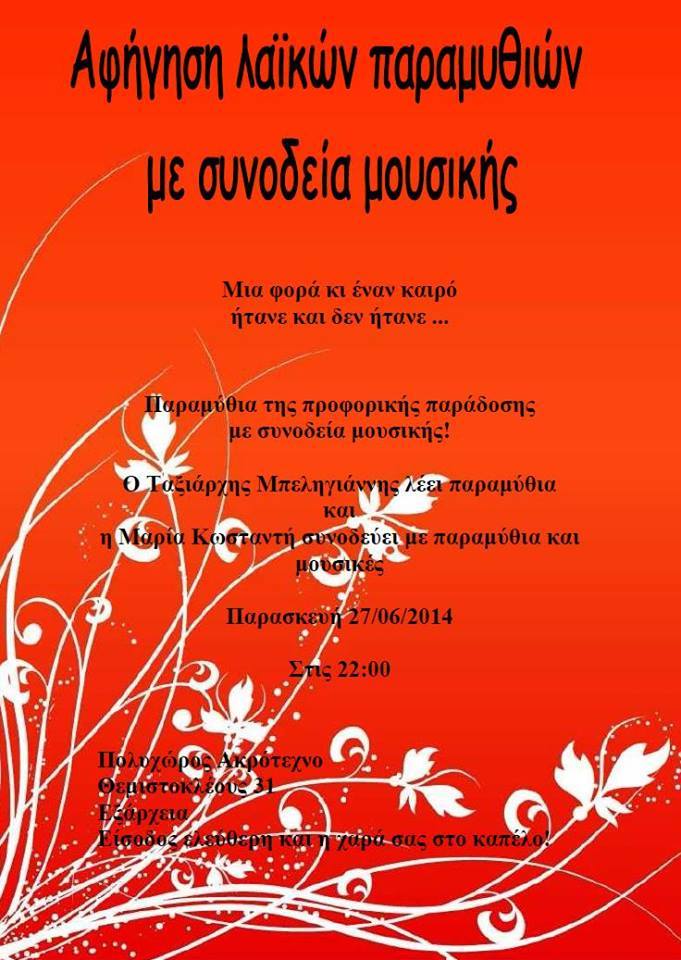 Αφήγηση λαϊκών παραμυθιών
με συνοδεία μουσικής
Μια φορά κι έναν καιρό
ήτανε και δεν ήτανε ...
Παραμύθια της προφορικής παράδοσης
με συνοδεία μουσικής!
Ο Ταξιάρχης Μπεληγιάννης λέει παραμύθια
και
η Μαρία Κωσταντή συνοδεύει με παραμύθια και
μουσικές
Παρασκευή 27/06/2014
Στις 22:00
Πολυχώρος Ακρότεχνο
Θεμιστοκλέους 31
Εξάρχεια
Είσοδος ελεύθερη και η χαρά σας στο καπέλο!